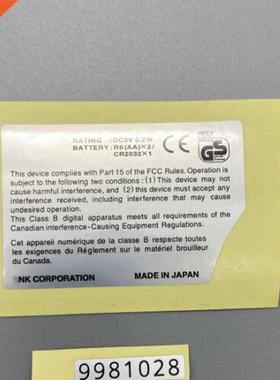 RATING :DC3V 0.2W
BATTERY:R6(AA)×2/
CR2032×1
CE
GS
This device complies with Part 15 of the FCC Rules. Operation is
subject to the following two conditions : (1) This device may not
cause harmful interference, and (2) this device must accept any
interference received, including interference that may cause
undesired operation.
This Class B digital apparatus meets all requirements of the
Canadian interference-Causing Equipment Regulations.
Cet appareil numérique de la classe B respecte toutes
les exigences du Réglement sur le matériel brouilleur
du Canada.
NK CORPORATION MADE IN JAPAN
9981028